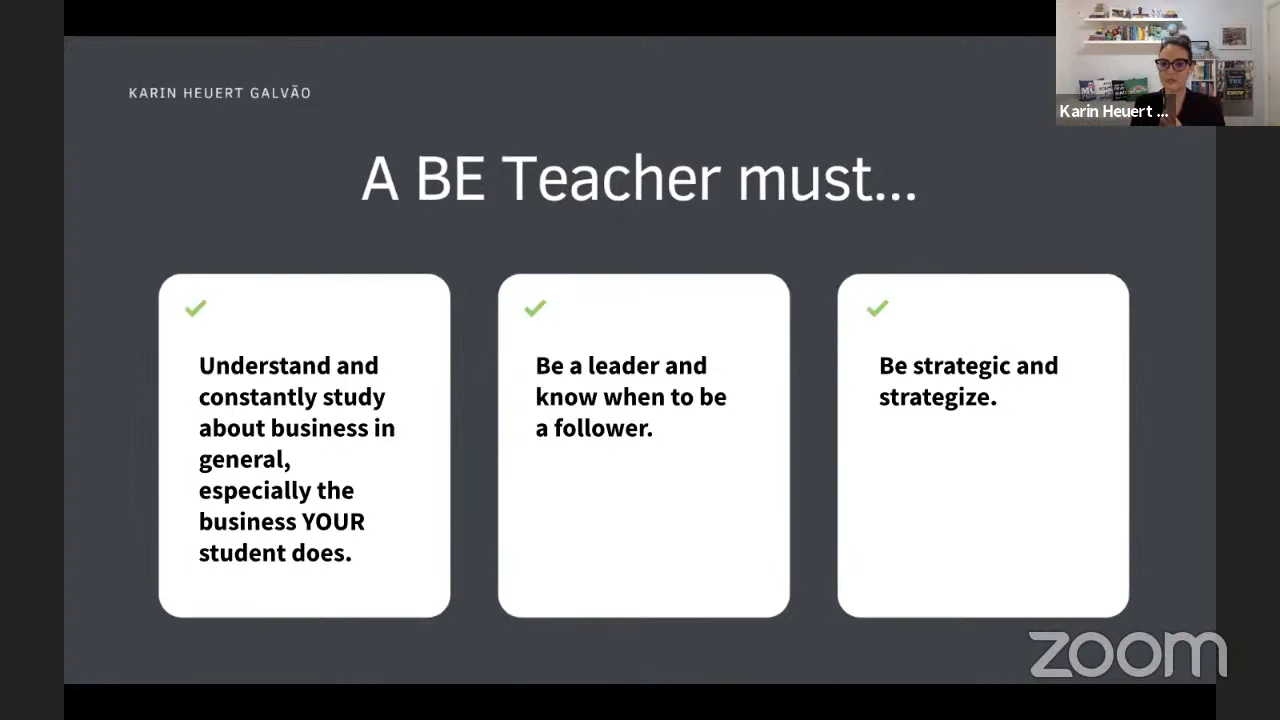 KARIN HEUERT GALVÃO
Karin Heuert ...
A BE Teacher must...
Understand and
constantly study
about business in
general,
especially the
business YOUR
student does.
Be a leader and
know when to be
a follower.
Be strategic and
strategize.
zoom